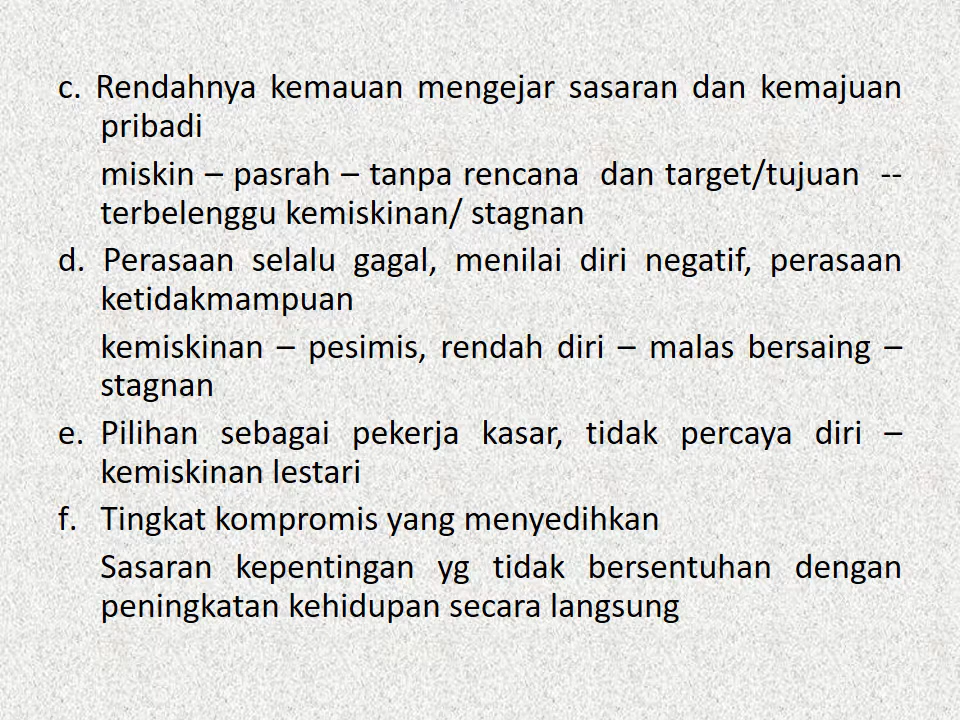 c. Rendahnya kemauan mengejar sasaran dan kemajuan
pribadi
miskin – pasrah – tanpa rencana dan target/tujuan --
terbelenggu kemiskinan/ stagnan
d. Perasaan selalu gagal, menilai diri negatif, perasaan
ketidakmampuan
kemiskinan – pesimis, rendah diri – malas bersaing –
stagnan
e. Pilihan sebagai pekerja kasar, tidak percaya diri –
kemiskinan lestari
f. Tingkat kompromis yang menyedihkan
Sasaran kepentingan yg tidak bersentuhan dengan
peningkatan kehidupan secara langsung